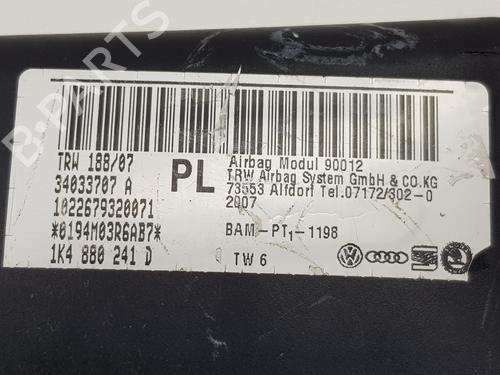 B-PARTS
TRW 188/07
34033707 A
1022679320071
*0194M03R6AB7*
1K4 880 241 D
PL
Airbag Modul 90012
TRW Airbag System GmbH & CO.KG
73553 Alfdorf Tel.07172/302-0
2007
BAM-PT1-1198
TW 6